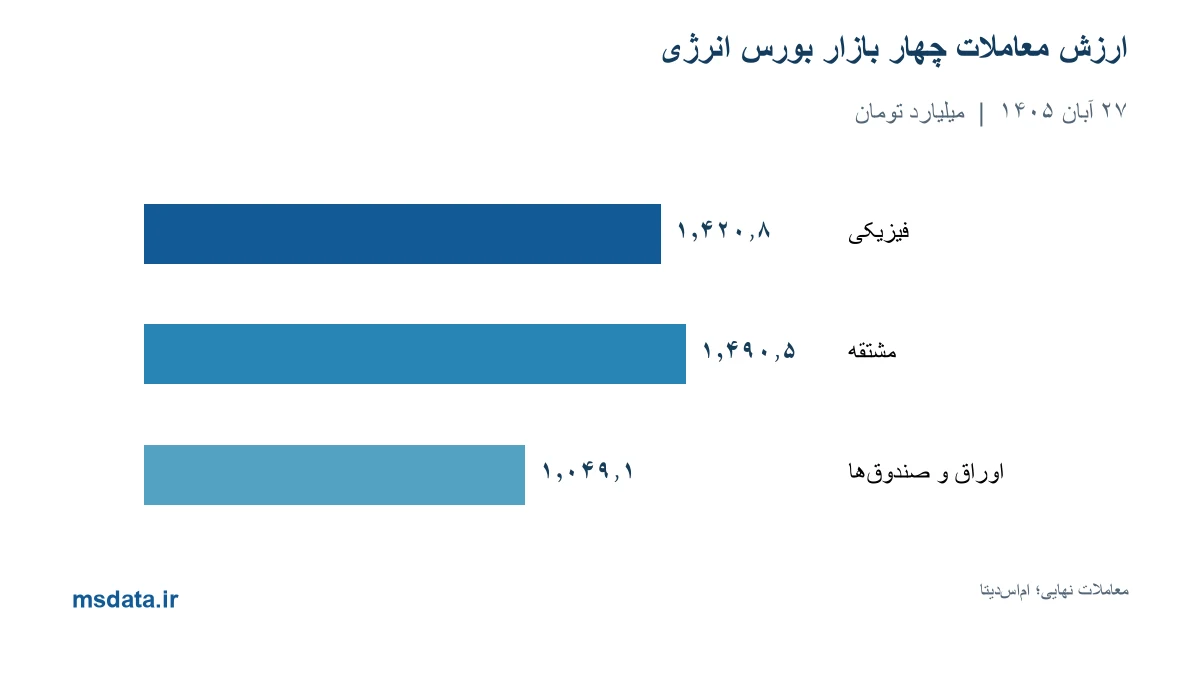 ارزش معاملات چهار بازار بورس انرژی
۲۷ آبان ۱۴۰۵ | میلیارد تومان
فیزیکی ۱,۴۲۰٫۸
مشتقه ۱,۴۹۰٫۵
اوراق و صندوق‌ها ۱,۰۴۹٫۱
معاملات نهایی؛ ام‌اس‌دیتا
msdata.ir